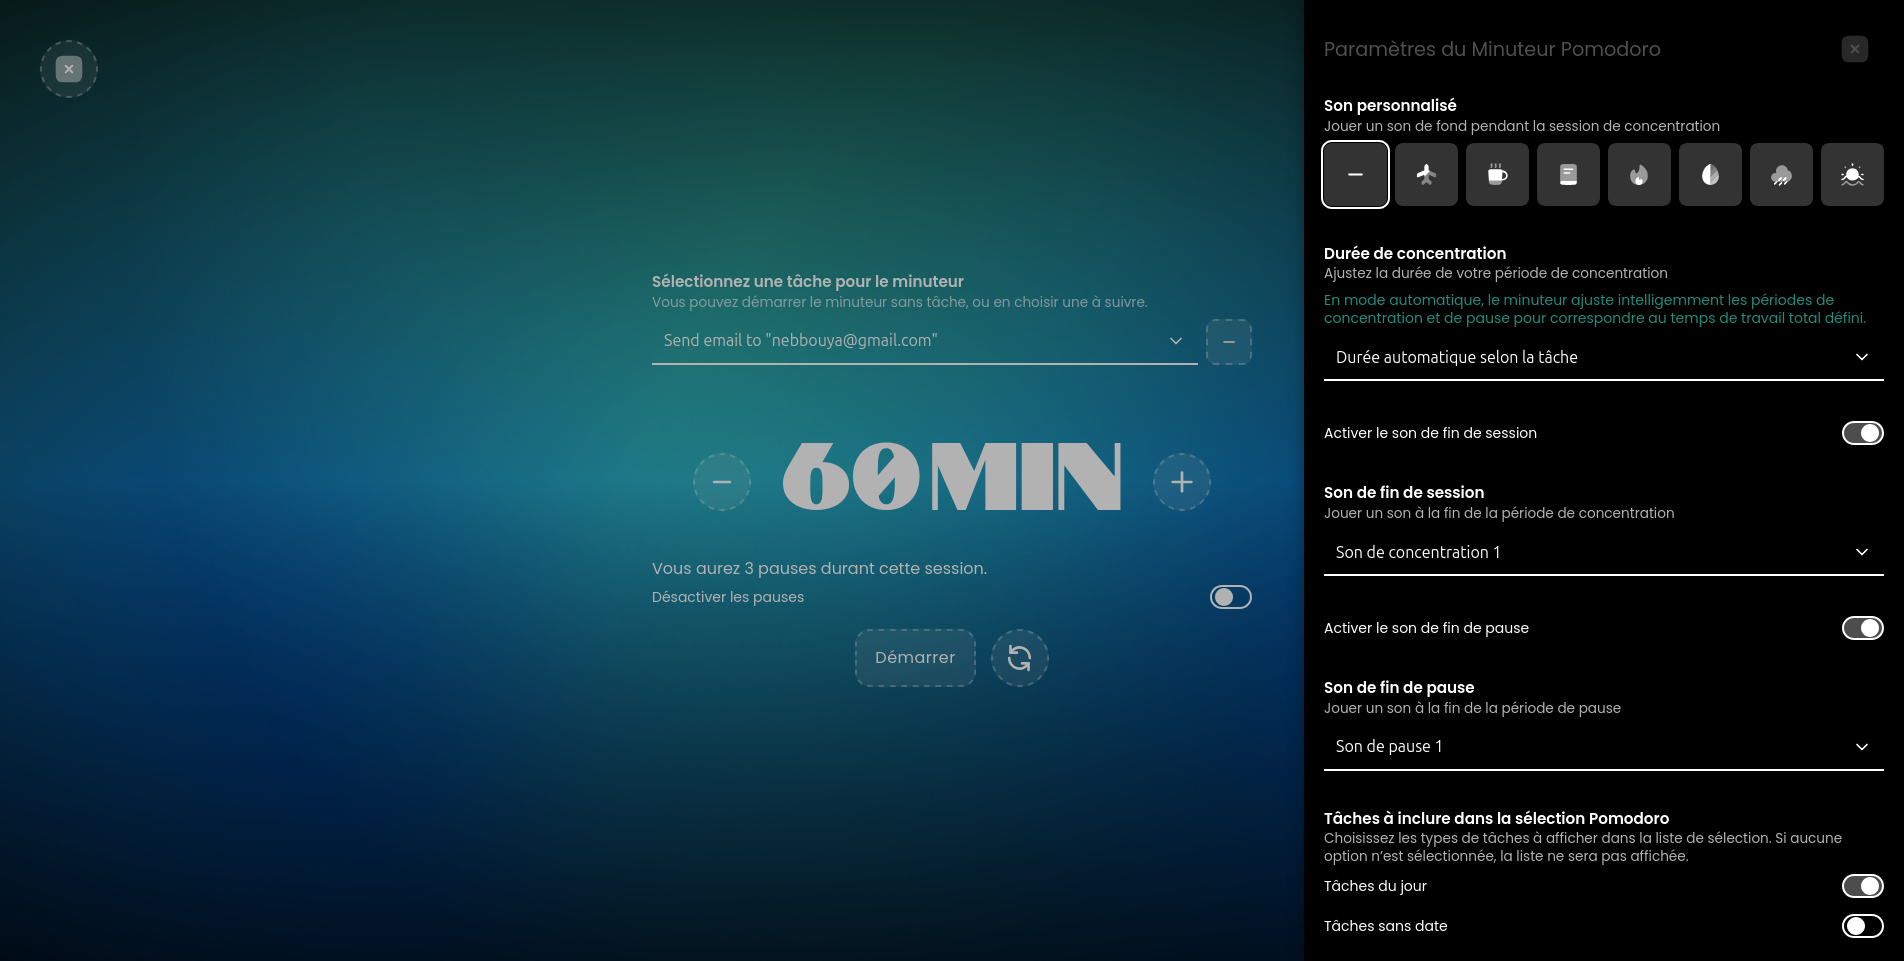 Sélectionnez une tâche pour le minuteur
Vous pouvez démarrer le minuteur sans tâche, ou en choisir une à suivre.
Send email to "nebbouya@gmail.com"
60 MIN
Vous aurez 3 pauses durant cette session.
Désactiver les pauses
Démarrer
Paramètres du Minuteur Pomodoro
Son personnalisé
Jouer un son de fond pendant la session de concentration
Durée de concentration
Ajustez la durée de votre période de concentration
En mode automatique, le minuteur ajuste intelligemment les périodes de
concentration et de pause pour correspondre au temps de travail total défini.
Durée automatique selon la tâche
Activer le son de fin de session
Son de fin de session
Jouer un son à la fin de la période de concentration
Son de concentration 1
Activer le son de fin de pause
Son de fin de pause
Jouer un son à la fin de la période de pause
Son de pause 1
Tâches à inclure dans la sélection Pomodoro
Choisissez les types de tâches à afficher dans la liste de sélection. Si aucune
option n’est sélectionnée, la liste ne sera pas affichée.
Tâches du jour
Tâches sans date